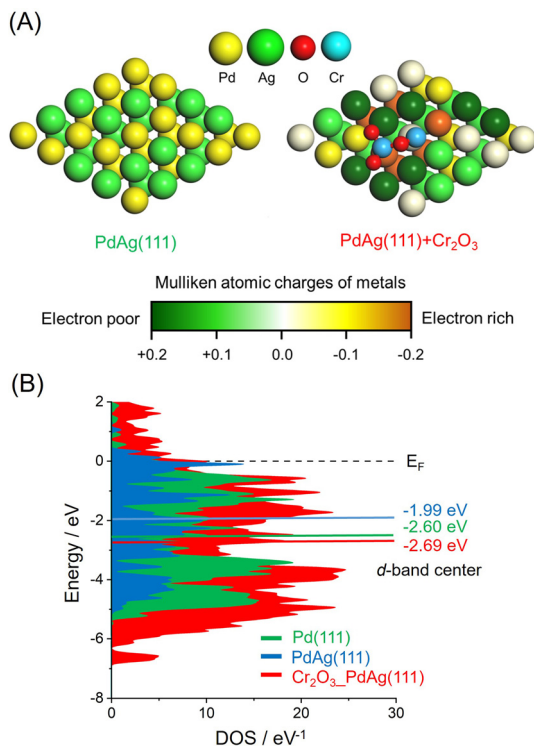 (A)
Pd Ag O Cr
PdAg(111) PdAg(111)+Cr₂O₃
Mulliken atomic charges of metals
Electron poor Electron rich
+0.2 +0.1 0.0 -0.1 -0.2
(B)
2
0
-2
-4
-6
-8
Energy / eV
E_F
-1.99 eV
-2.60 eV
-2.69 eV
d-band center
Pd(111)
PdAg(111)
Cr₂O₃_PdAg(111)
0 10 20 30
DOS / eV⁻¹